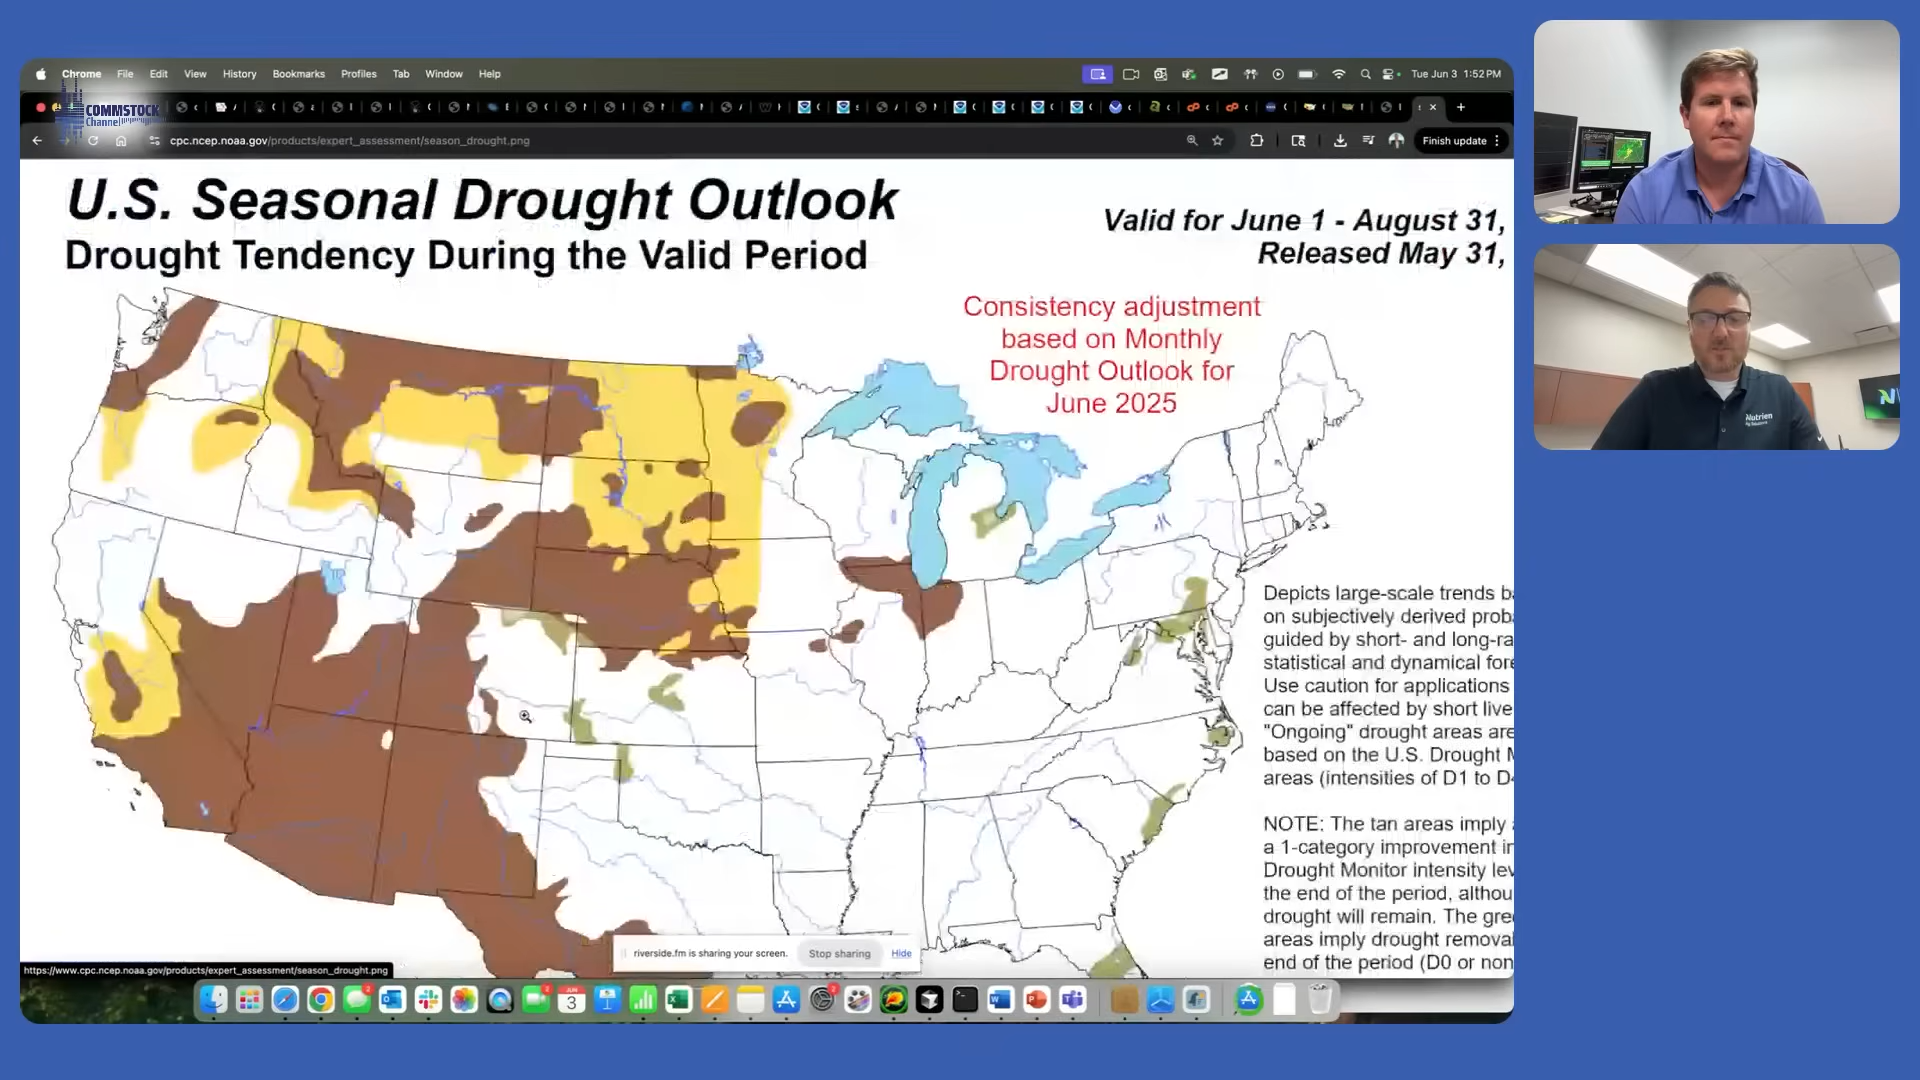 Chrome File Edit View History Bookmarks Profiles Tab Window Help
Tue Jun 3 1:52 PM
COMMSTOCK
Channel
cpc.ncep.noaa.gov/products/expert_assessment/season_drought.png
Finish update
U.S. Seasonal Drought Outlook
Drought Tendency During the Valid Period
Valid for June 1 - August 31,
Released May 31,
Consistency adjustment
based on Monthly
Drought Outlook for
June 2025
Depicts large-scale trends b
on subjectively derived prob
guided by short- and long-ra
statistical and dynamical fore
Use caution for applications
can be affected by short live
"Ongoing" drought areas are
based on the U.S. Drought M
areas (intensities of D1 to D4
NOTE: The tan areas imply a
a 1-category improvement in
Drought Monitor intensity lev
the end of the period, althou
drought will remain. The gree
areas imply drought removal
end of the period (D0 or non
riverside.fm is sharing your screen. Stop sharing Hide
https://www.cpc.ncep.noaa.gov/products/expert_assessment/season_drought.png
JUN
3
Nutrien
Ag Solutions
N